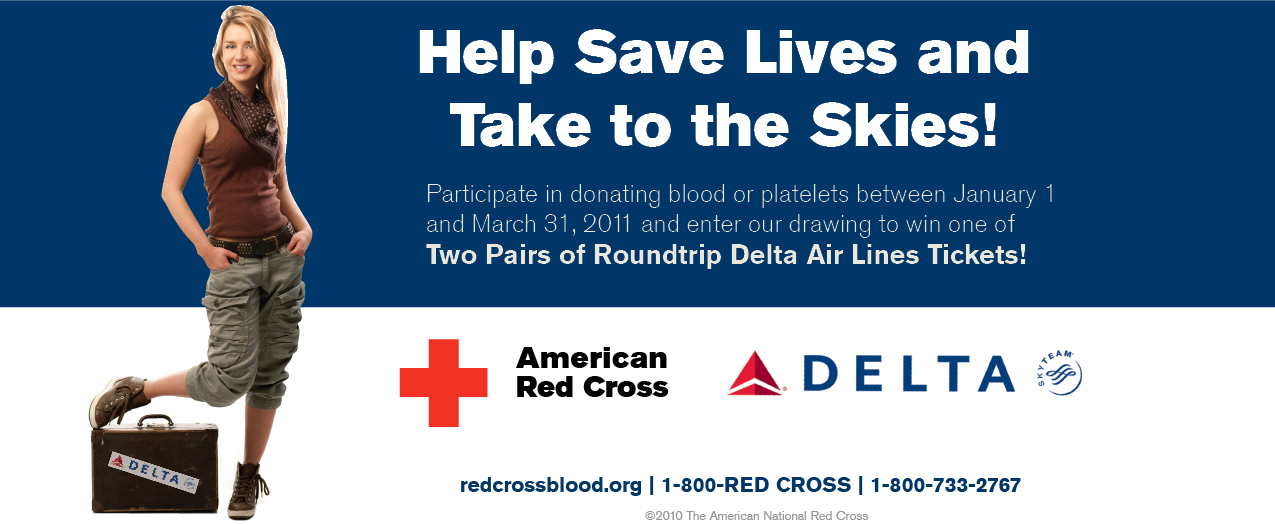 Help Save Lives and
Take to the Skies!
Participate in donating blood or platelets between January 1
and March 31, 2011 and enter our drawing to win one of
Two Pairs of Roundtrip Delta Air Lines Tickets!
American
Red Cross
DELTA
SKYTEAM
DELTA
redcrossblood.org | 1-800-RED CROSS | 1-800-733-2767
©2010 The American National Red Cross